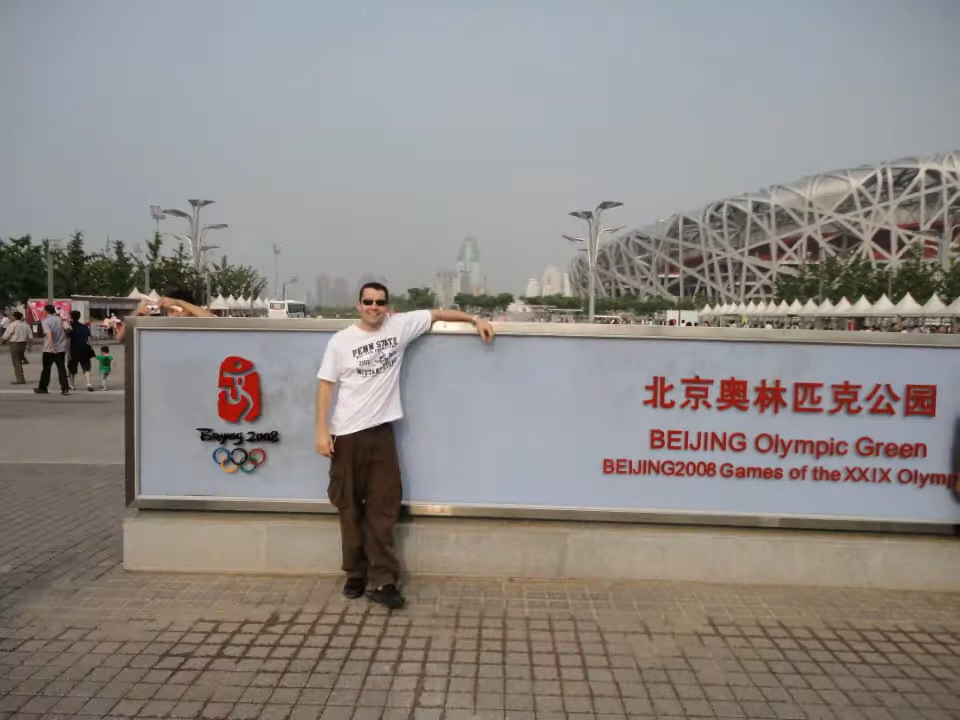 Beijing 2008
PENN STATE
北京奥林匹克公园
BEIJING Olympic Green
BEIJING2008 Games of the XXIX Olymp